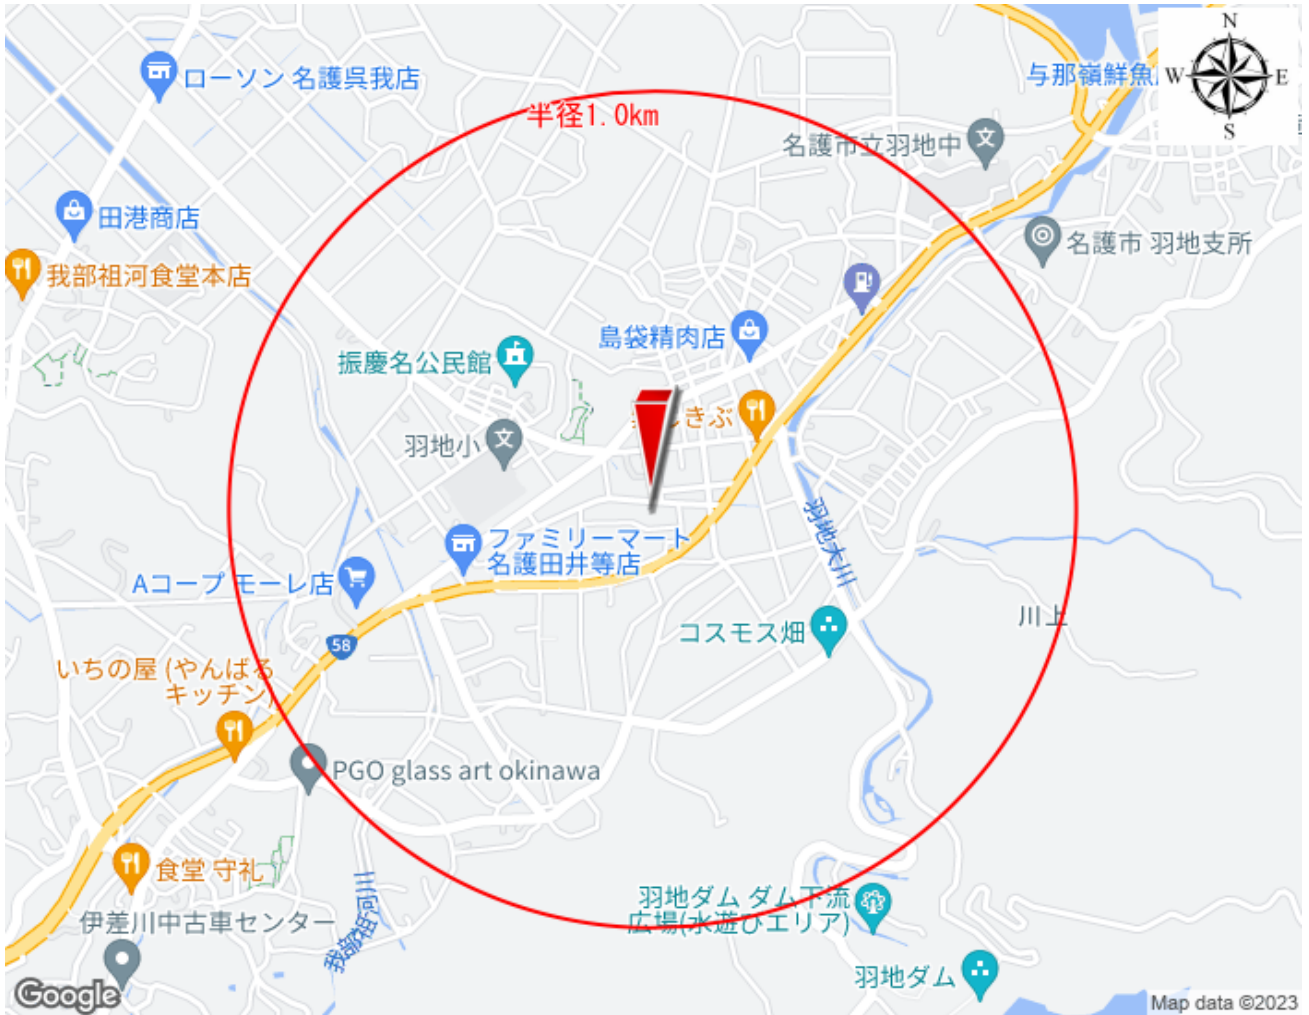 N
W
E
S
与那嶺鮮魚
ローソン 名護呉我店
半径1.0km
名護市立羽地中
文
田港商店
名護市 羽地支所
我部祖河食堂本店
島袋精肉店
振慶名公民館
きぶ
羽地小
文
羽地大川
ファミリーマート
名護田井等店
Aコープ モーレ店
川上
コスモス畑
58
いちの屋 (やんばる
キッチン)
PGO glass art okinawa
食堂 守礼
羽地ダム ダム下流
広場(水遊びエリア)
伊差川中古車センター
我部祖河川
羽地ダム
Google
Map data ©2023